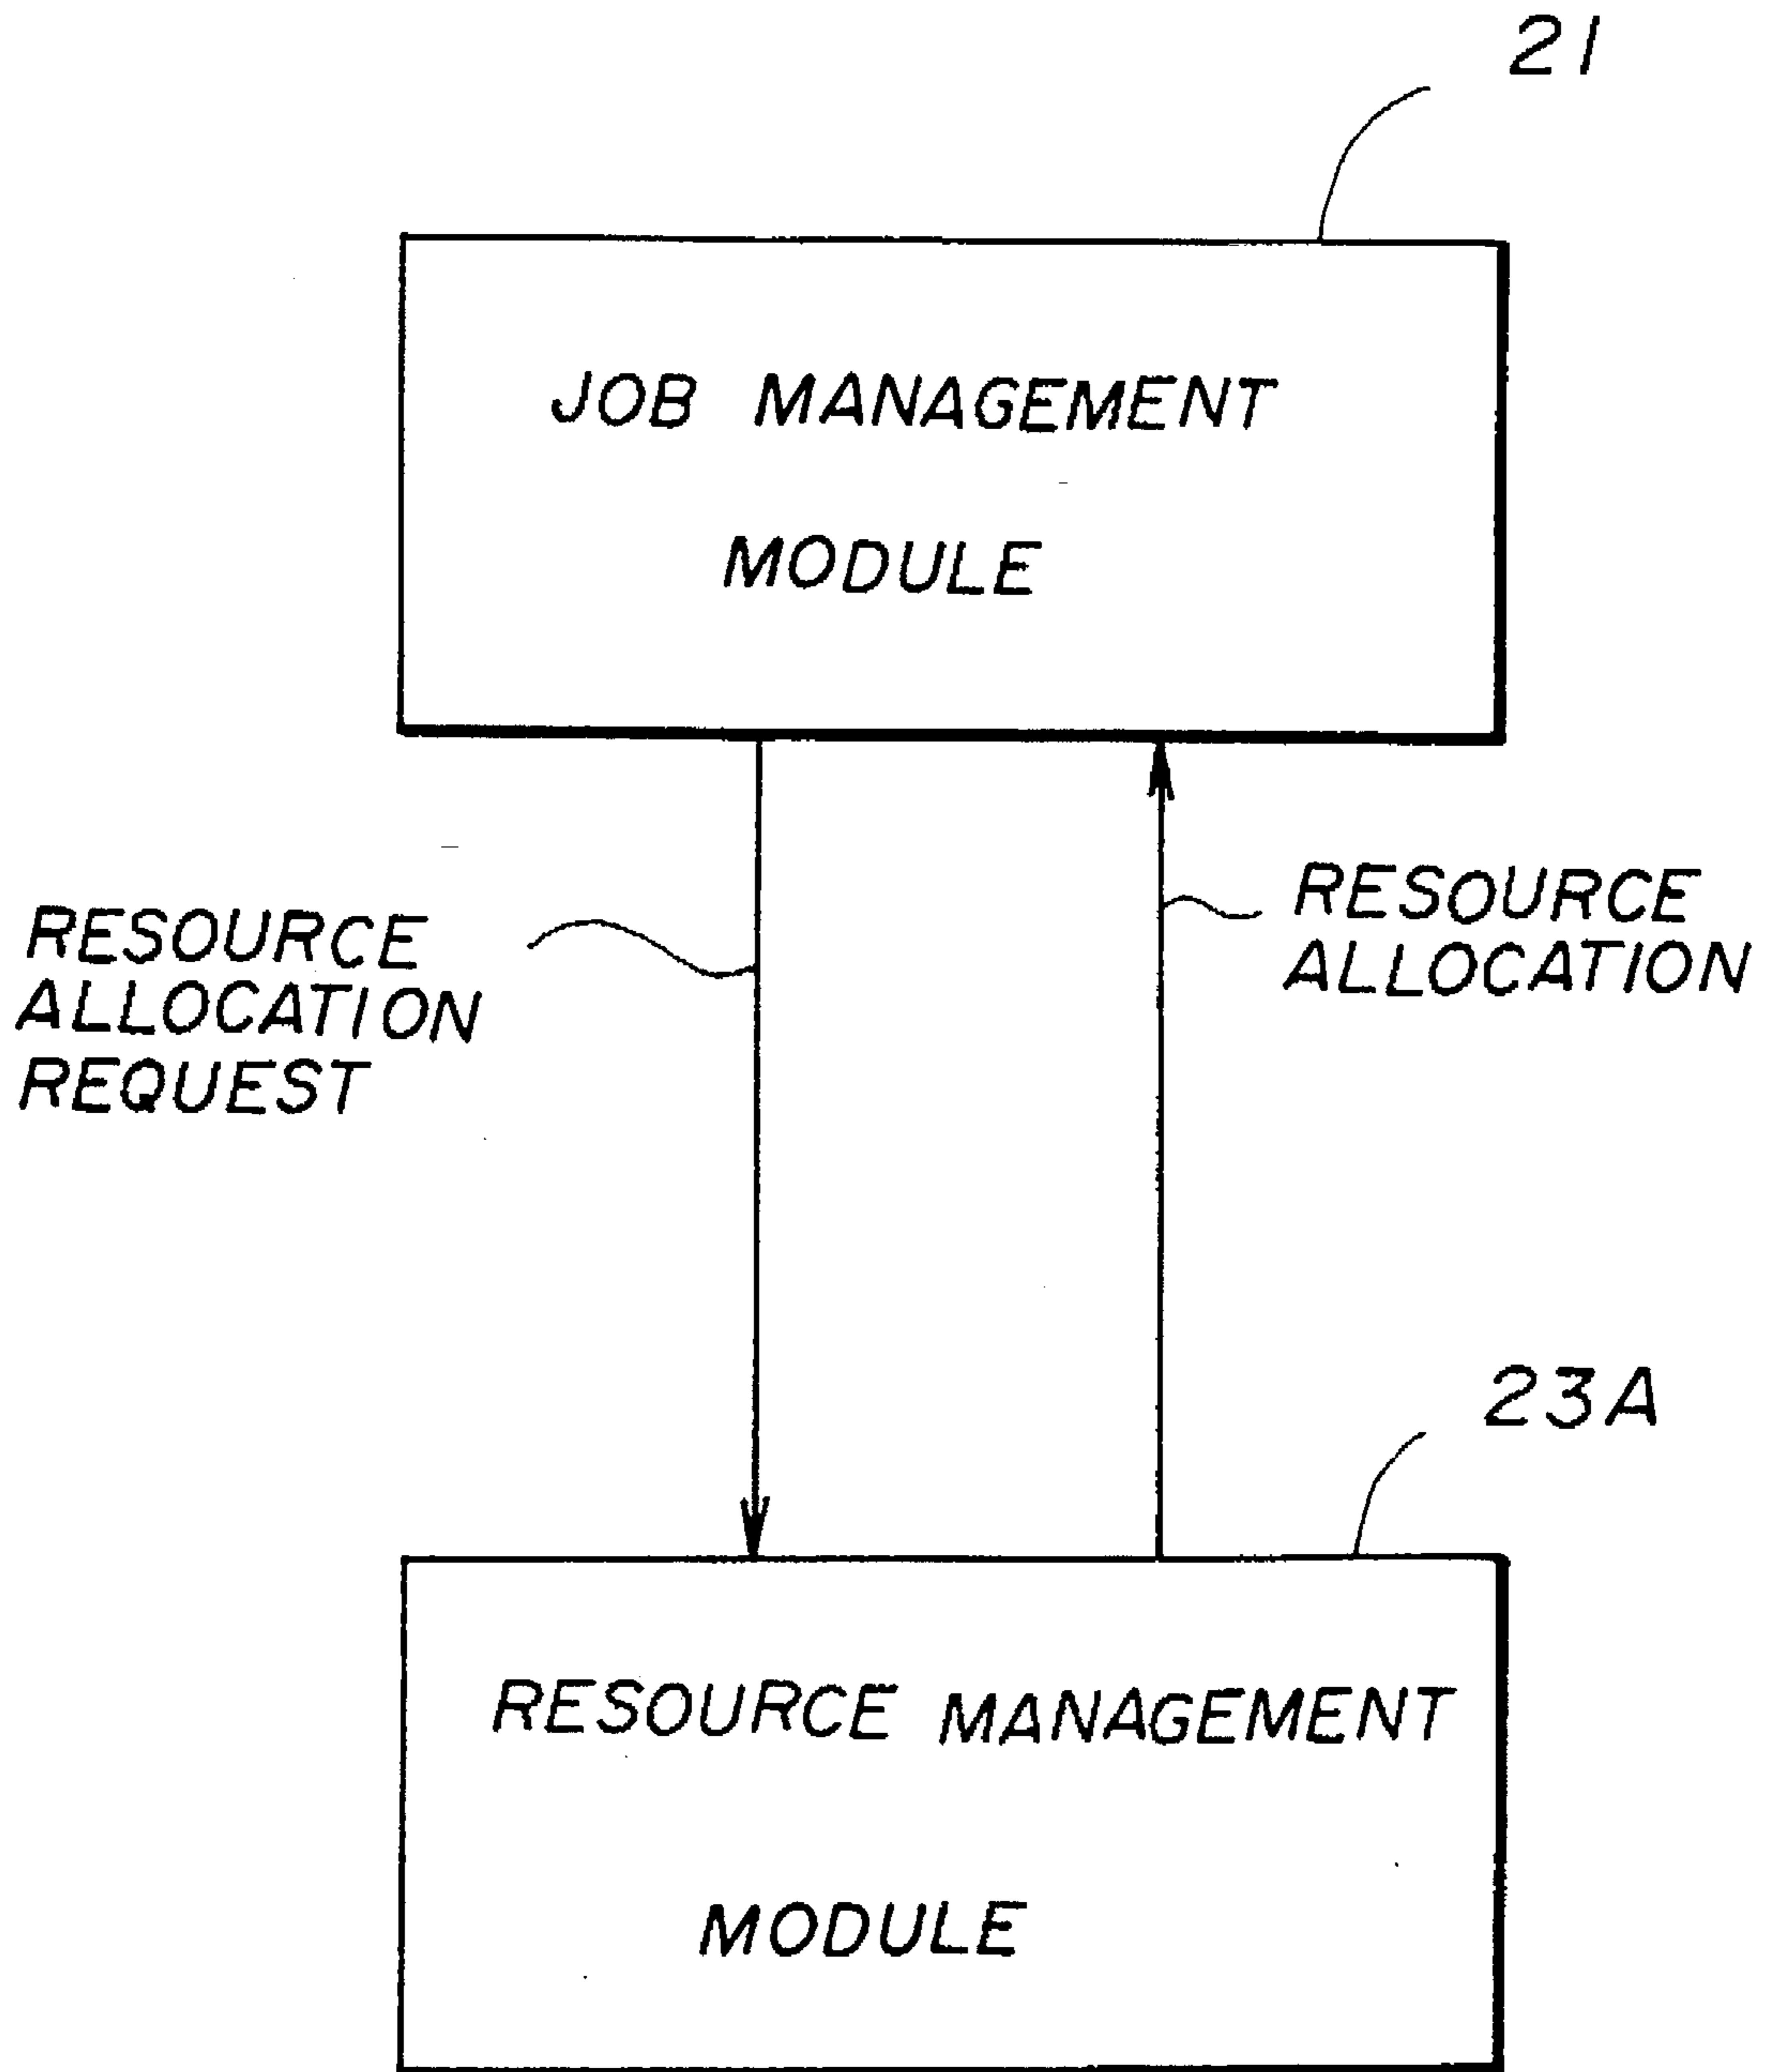 21
JOB MANAGEMENT
MODULE
RESOURCE
ALLOCATION
REQUEST
RESOURCE
ALLOCATION
23A
RESOURCE MANAGEMENT
MODULE